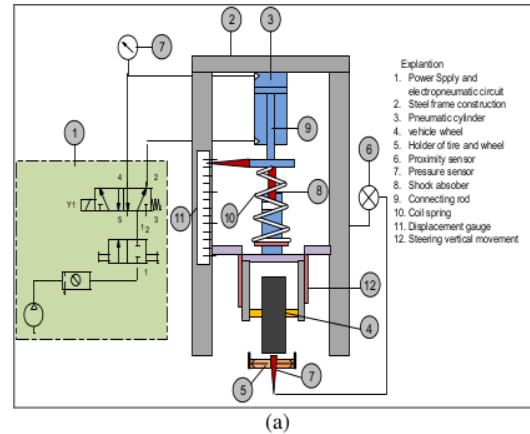 7
2
3
1
4
2
Y1
5
3
1
2
1
9
6
8
10
11
12
4
5
7
Explantion
1. Power Spply and
electropneumatic circuit
2. Steel frame construction
3. Pneumatic cylinder
4. vehicle wheel
5. Holder of tire and wheel
6. Proximity sensor
7. Pressure sensor
8. Shock absober
9. Connecting rod
10. Coil spring
11. Displacement gauge
12. Steering vertical movement
(a)